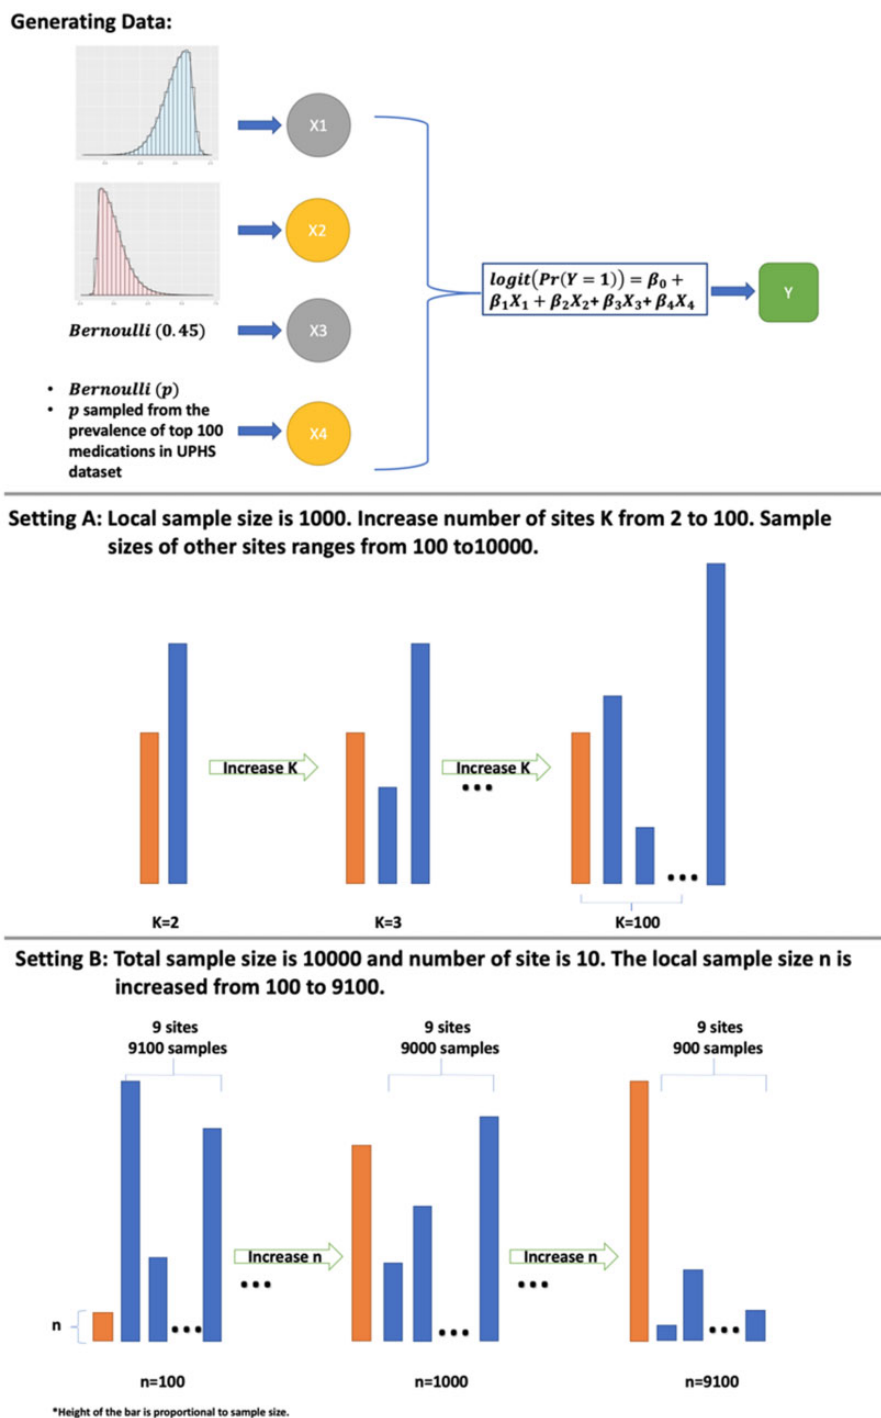 Generating Data:
X1
X2
Bernoulli (0.45)
X3
• Bernoulli (p)
• p sampled from the
prevalence of top 100
medications in UPHS
dataset
X4
logit(Pr(Y = 1)) = β0 +
β1X1 + β2X2+ β3X3+ β4X4
Y
Setting A: Local sample size is 1000. Increase number of sites K from 2 to 100. Sample
sizes of other sites ranges from 100 to10000.
Increase K
Increase K
•••
•••
K=2
K=3
K=100
Setting B: Total sample size is 10000 and number of site is 10. The local sample size n is
increased from 100 to 9100.
9 sites
9100 samples
9 sites
9000 samples
9 sites
900 samples
Increase n
•••
Increase n
•••
n
•••
•••
•••
n=100
n=1000
n=9100
*Height of the bar is proportional to sample size.